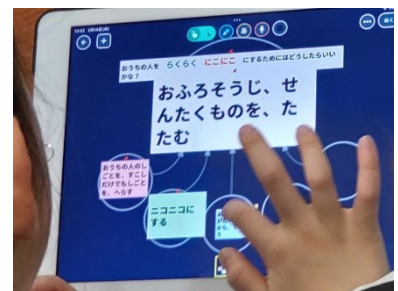 おうちの人を らくらく にこにこ にするためにはどうしたらいい
かな？
おふろそうじ、せ
んたくものを、た
たむ
おうちの人のし
ごとを、すこし
だけでもしごと
を、へらす
ニコニコに
する